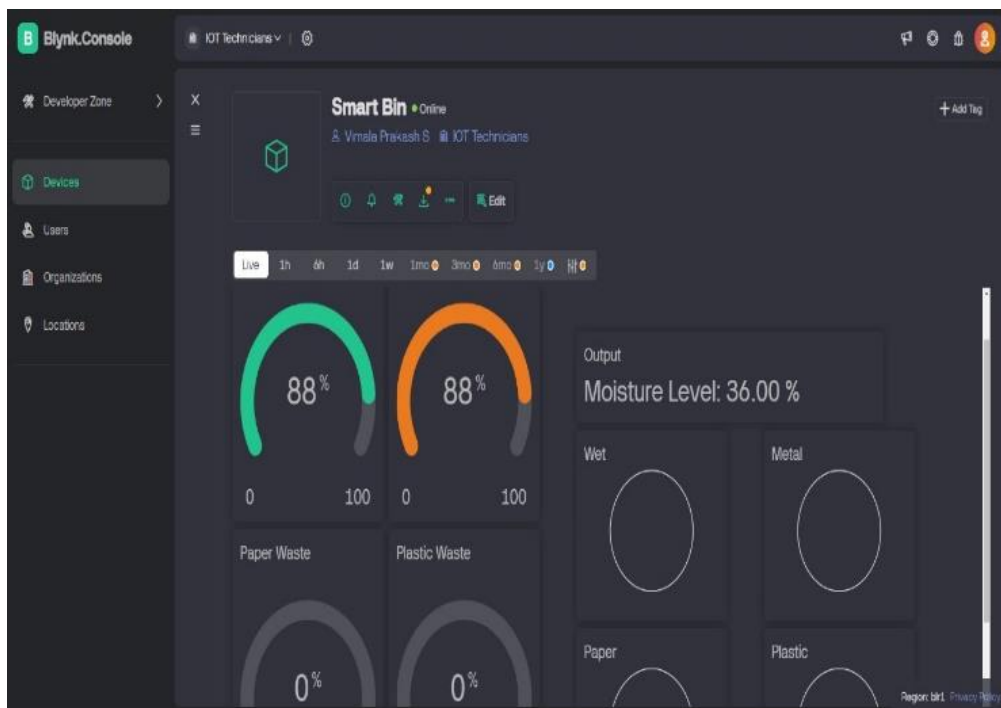 B Blynk.Console
IOT Technicians
Developer Zone
Devices
Users
Organizations
Locations
Smart Bin Online
Vimala Prakash S IOT Technicians
Add Tag
Edit
Live 1h 6h 1d 1w 1mo 3mo 6mo 1y
88%
0 100
88%
0 100
Output
Moisture Level: 36.00 %
Wet
Metal
Paper Waste
0%
Plastic Waste
0%
Paper
Plastic
Region: blr1 Privacy Policy